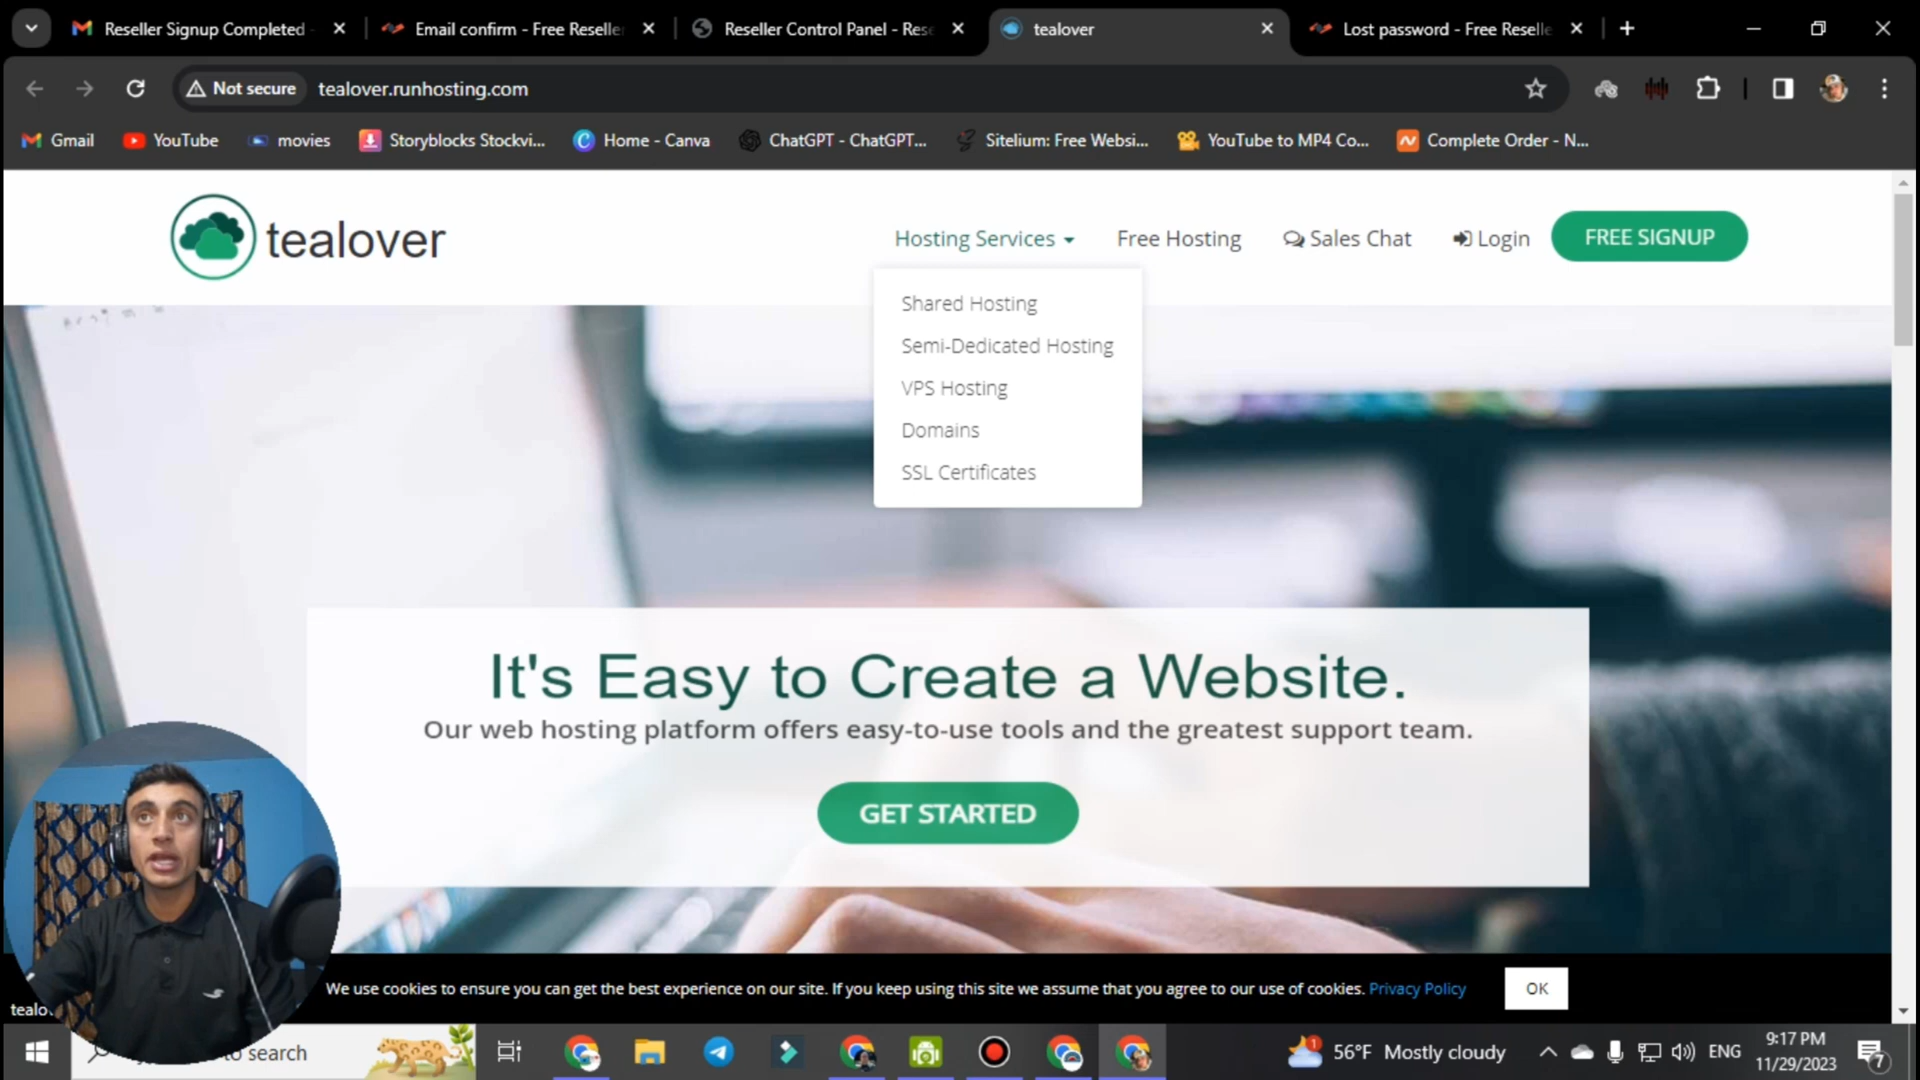 Reseller Signup Completed
Email confirm - Free Reseller
Reseller Control Panel - Rese
tealover
Lost password - Free Reselle
Not secure
tealover.runhosting.com
Gmail
YouTube
movies
Storyblocks Stockvi...
Home - Canva
ChatGPT - ChatGPT...
Sitelium: Free Websi...
YouTube to MP4 Co...
Complete Order - N...
tealover
Hosting Services
Free Hosting
Sales Chat
Login
FREE SIGNUP
Shared Hosting
Semi-Dedicated Hosting
VPS Hosting
Domains
SSL Certificates
It's Easy to Create a Website.
Our web hosting platform offers easy-to-use tools and the greatest support team.
GET STARTED
We use cookies to ensure you can get the best experience on our site. If you keep using this site we assume that you agree to our use of cookies. Privacy Policy
OK
to search
56°F Mostly cloudy
ENG
9:17 PM
11/29/2023
7